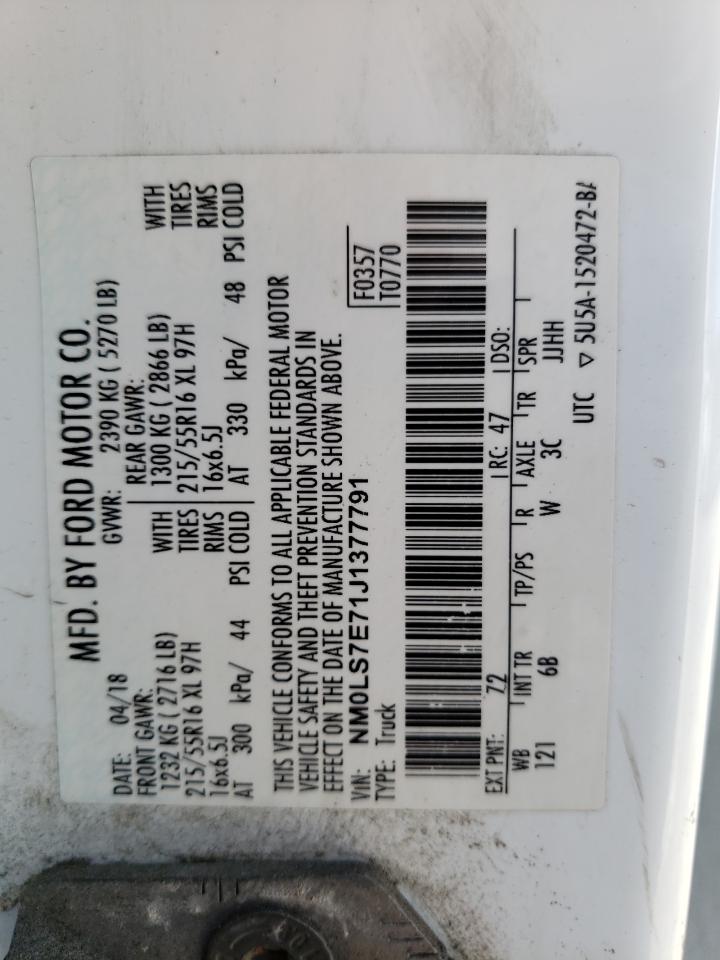 MFD. BY FORD MOTOR CO.
DATE: 04/18 GVWR: 2390 KG ( 5270 LB)
FRONT GAWR: REAR GAWR:
1232 KG ( 2716 LB) WITH 1300 KG ( 2866 LB) WITH
215/55R16 XL 97H TIRES 215/55R16 XL 97H TIRES
16x6.5J RIMS 16x6.5J RIMS
AT 300 kPa/ 44 PSI COLD AT 330 kPa/ 48 PSI COLD
THIS VEHICLE CONFORMS TO ALL APPLICABLE FEDERAL MOTOR
VEHICLE SAFETY AND THEFT PREVENTION STANDARDS IN
EFFECT ON THE DATE OF MANUFACTURE SHOWN ABOVE.
VIN: NM0LS7E71J1377791 F0357
TYPE: Truck T0770
EXT PNT: Z2 RC: 47 DSO:
WB INT TR TP/PS R AXLE TR SPR
121 6B W 3C JJHH
UTC ▽ 5U5A-1520472-BA